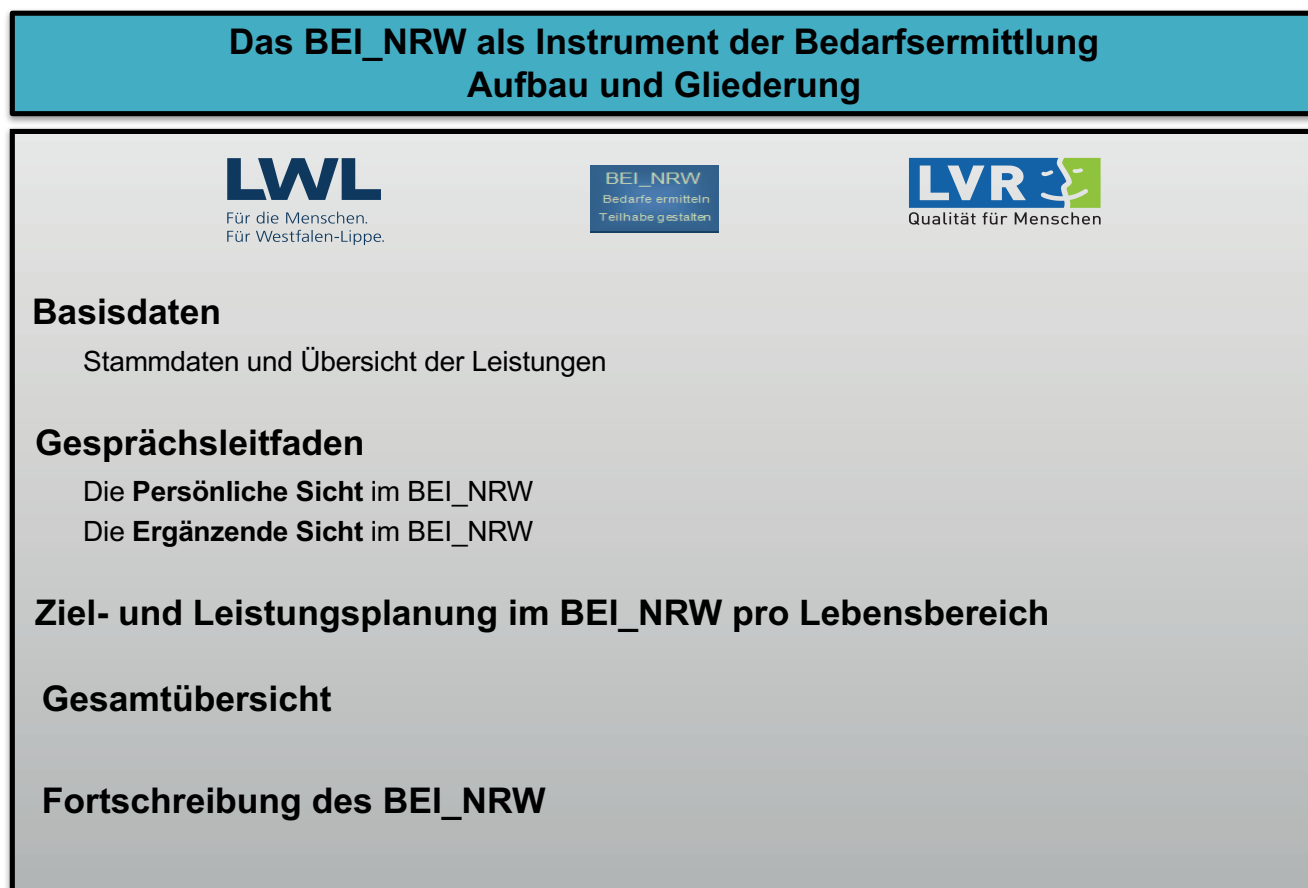 Das BEI_NRW als Instrument der Bedarfsermittlung
Aufbau und Gliederung
LWL
Für die Menschen.
Für Westfalen-Lippe.
BEI_NRW
Bedarfe ermitteln
Teilhabe gestalten
LVR
Qualität für Menschen
Basisdaten
Stammdaten und Übersicht der Leistungen
Gesprächsleitfaden
Die Persönliche Sicht im BEI_NRW
Die Ergänzende Sicht im BEI_NRW
Ziel- und Leistungsplanung im BEI_NRW pro Lebensbereich
Gesamtübersicht
Fortschreibung des BEI_NRW